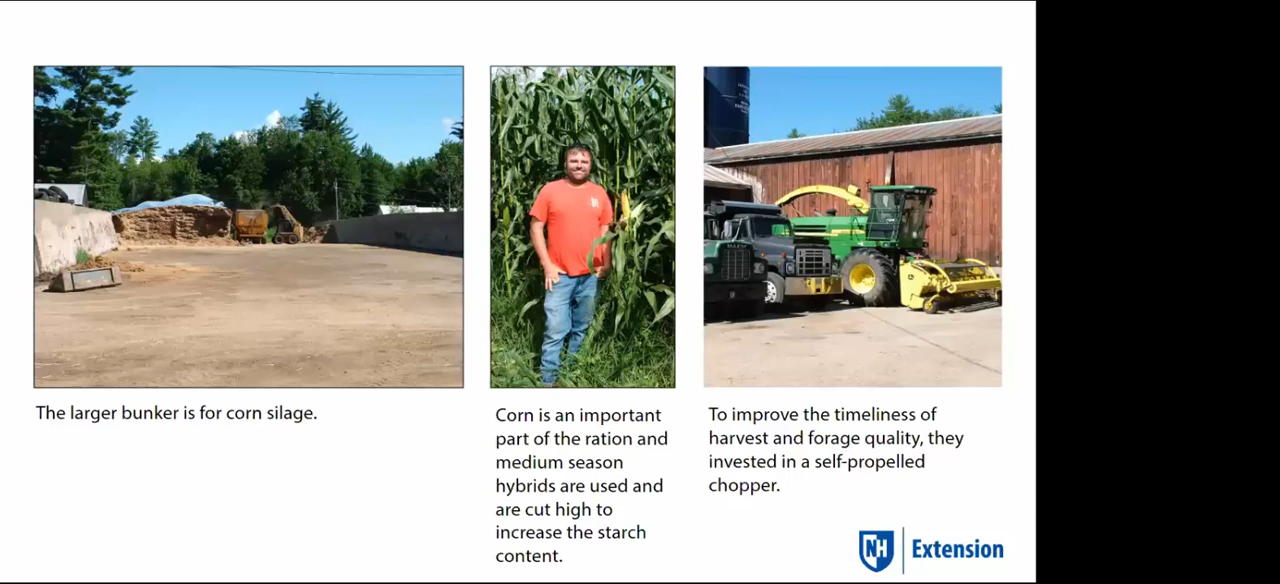 The larger bunker is for corn silage.
Corn is an important
part of the ration and
medium season
hybrids are used and
are cut high to
increase the starch
content.
To improve the timeliness of
harvest and forage quality, they
invested in a self-propelled
chopper.
NH Extension